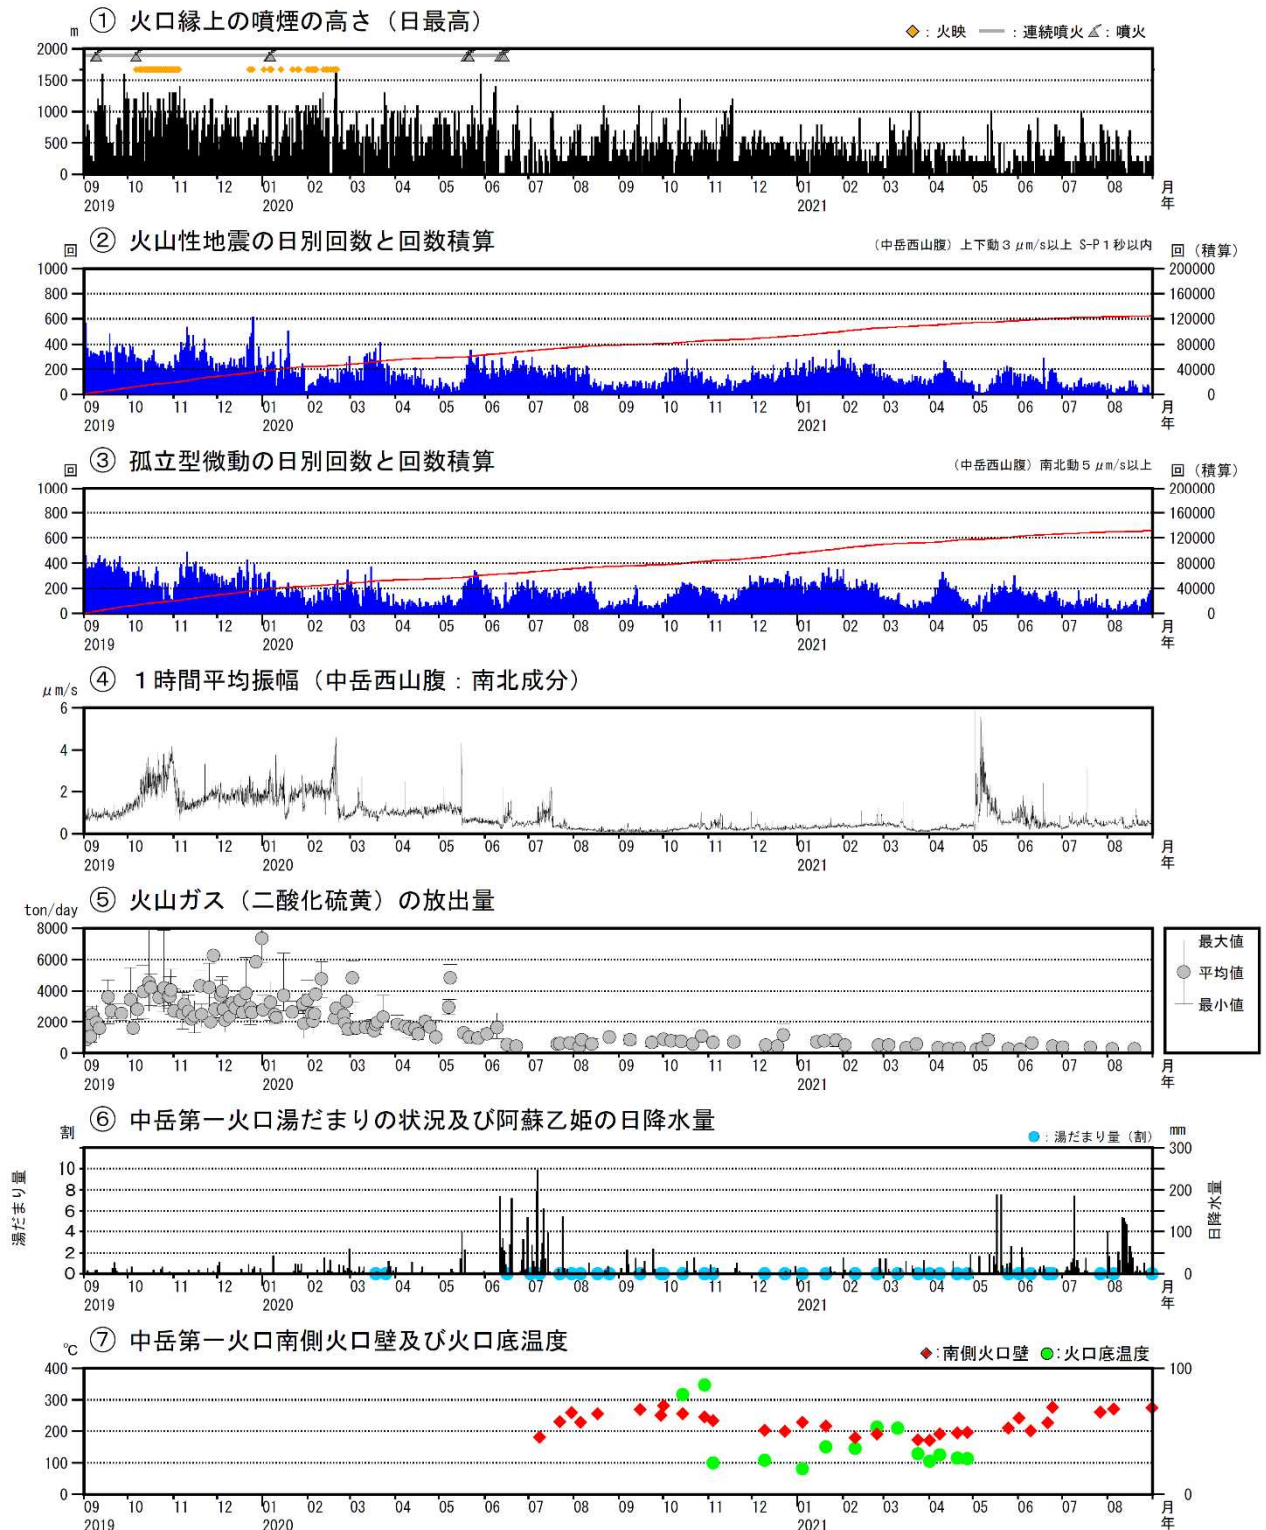 ① 火口縁上の噴煙の高さ（日最高）
m
◆：火映 ―：連続噴火 ：噴火
2000
1500
1000
500
0
09 10 11 12 01 02 03 04 05 06 07 08 09 10 11 12 01 02 03 04 05 06 07 08 月
2019 2020 2021 年
② 火山性地震の日別回数と回数積算
回
（中岳西山腹）上下動３μm/s以上 S-P１秒以内
回（積算）
1000 200000
800 160000
600 120000
400 80000
200 40000
0 0
09 10 11 12 01 02 03 04 05 06 07 08 09 10 11 12 01 02 03 04 05 06 07 08 月
2019 2020 2021 年
③ 孤立型微動の日別回数と回数積算
回
（中岳西山腹）南北動５μm/s以上
回（積算）
1000 200000
800 160000
600 120000
400 80000
200 40000
0 0
09 10 11 12 01 02 03 04 05 06 07 08 09 10 11 12 01 02 03 04 05 06 07 08 月
2019 2020 2021 年
④ １時間平均振幅（中岳西山腹：南北成分）
μm/s
6
4
2
0
09 10 11 12 01 02 03 04 05 06 07 08 09 10 11 12 01 02 03 04 05 06 07 08 月
2019 2020 2021 年
⑤ 火山ガス（二酸化硫黄）の放出量
ton/day
8000
6000
4000
2000
0
最大値
平均値
最小値
09 10 11 12 01 02 03 04 05 06 07 08 09 10 11 12 01 02 03 04 05 06 07 08 月
2019 2020 2021 年
⑥ 中岳第一火口湯だまりの状況及び阿蘇乙姫の日降水量
割
●：湯だまり量（割）
mm
湯だまり量
日降水量
300
10
8 200
6
4 100
2
0 0
09 10 11 12 01 02 03 04 05 06 07 08 09 10 11 12 01 02 03 04 05 06 07 08 月
2019 2020 2021 年
⑦ 中岳第一火口南側火口壁及び火口底温度
℃
◆：南側火口壁 ●：火口底温度
400 100
300
200
100
0 0
09 10 11 12 01 02 03 04 05 06 07 08 09 10 11 12 01 02 03 04 05 06 07 08 月
2019 2020 2021 年